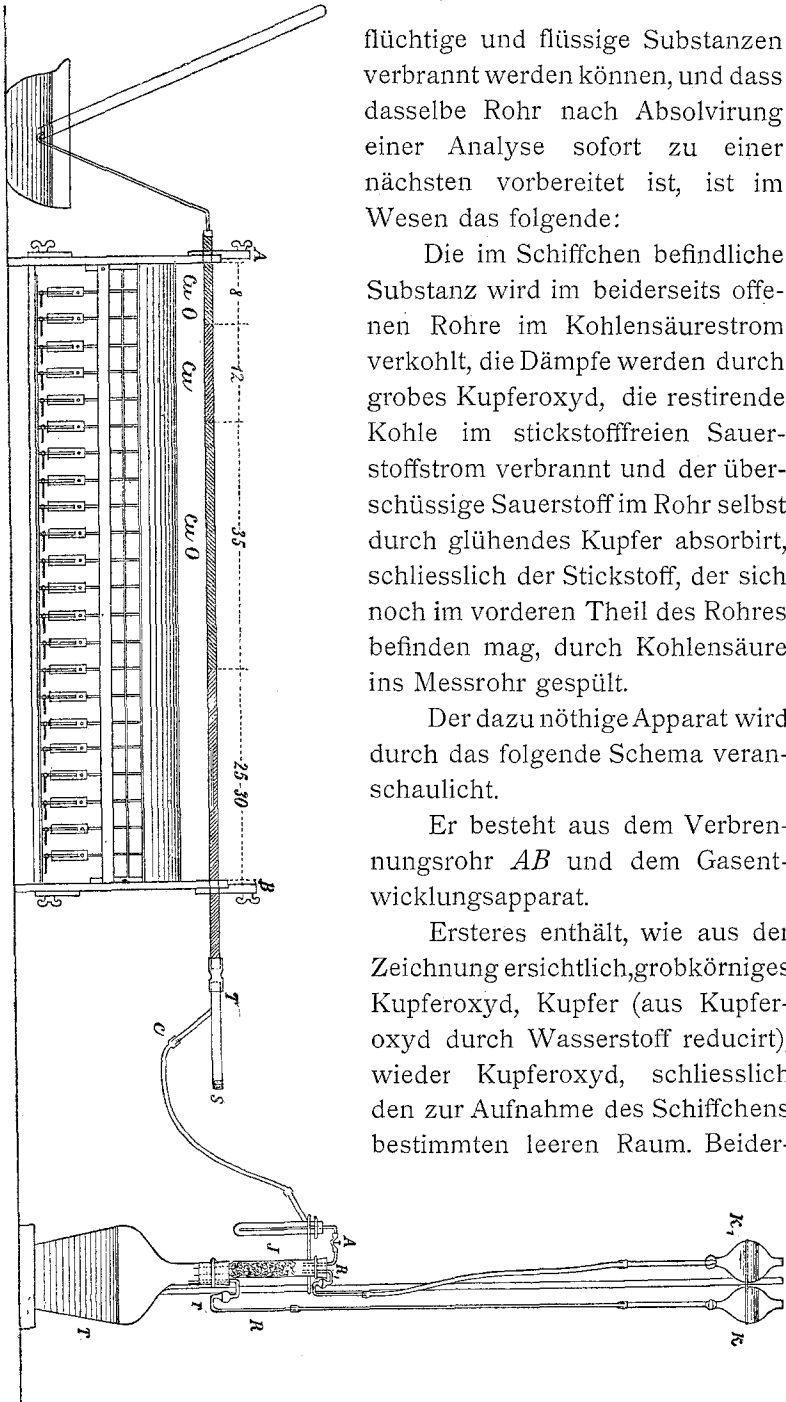 flüchtige und flüssige Substanzen
verbrannt werden können, und dass
dasselbe Rohr nach Absolvirung
einer Analyse sofort zu einer
nächsten vorbereitet ist, ist im
Wesen das folgende:
Die im Schiffchen befindliche
Substanz wird im beiderseits offe-
nen Rohre im Kohlensäurestrom
verkohlt, die Dämpfe werden durch
grobes Kupferoxyd, die restirende
Kohle im stickstofffreien Sauer-
stoffstrom verbrannt und der über-
schüssige Sauerstoff im Rohr selbst
durch glühendes Kupfer absorbirt,
schliesslich der Stickstoff, der sich
noch im vorderen Theil des Rohres
befinden mag, durch Kohlensäure
ins Messrohr gespült.
Der dazu nöthige Apparat wird
durch das folgende Schema veran-
schaulicht.
Er besteht aus dem Verbren-
nungsrohr AB und dem Gasent-
wicklungsapparat.
Ersteres enthält, wie aus der
Zeichnung ersichtlich, grobkörniges
Kupferoxyd, Kupfer (aus Kupfer-
oxyd durch Wasserstoff reducirt),
wieder Kupferoxyd, schliesslich
den zur Aufnahme des Schiffchens
bestimmten leeren Raum. Beider-
A
8
Cu O
12
Cu
35
Cu O
25-30
B
T
C
S
A
J
R,
r
R
T
K1
K